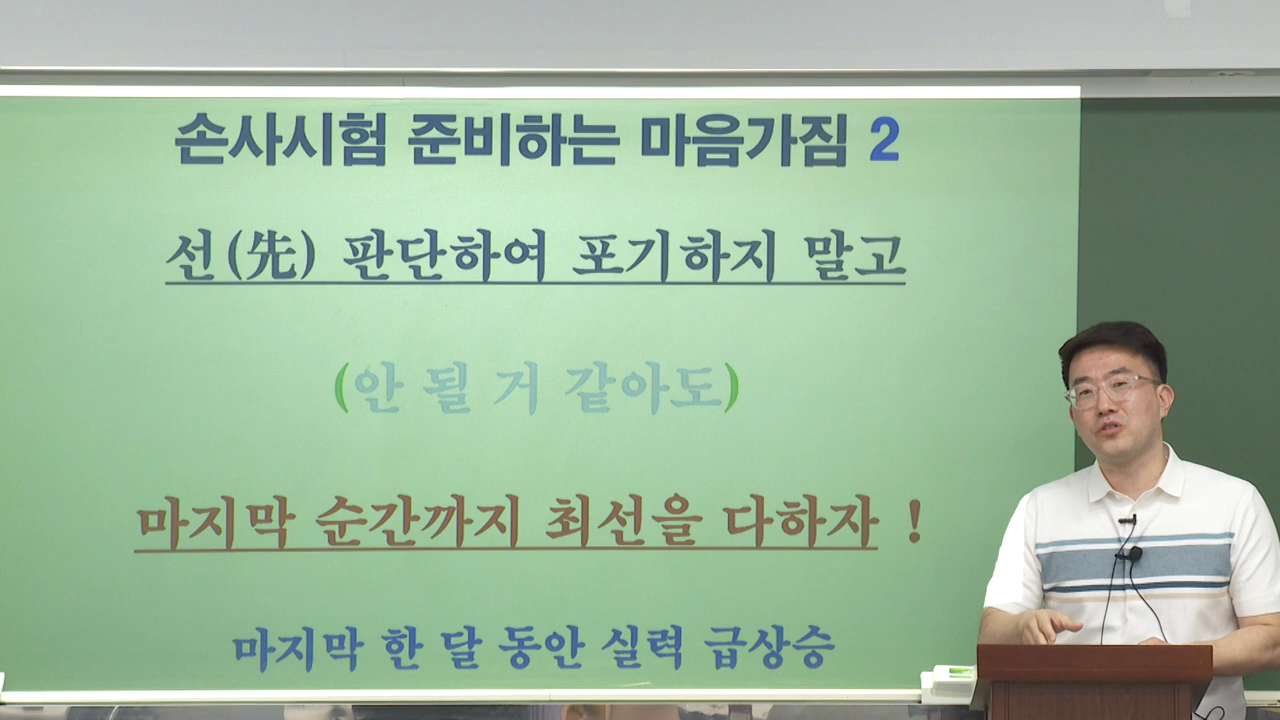 손사시험 준비하는 마음가짐 2
선(先) 판단하여 포기하지 말고
(안 될 거 같아도)
마지막 순간까지 최선을 다하자 !
마지막 한 달 동안 실력 급상승